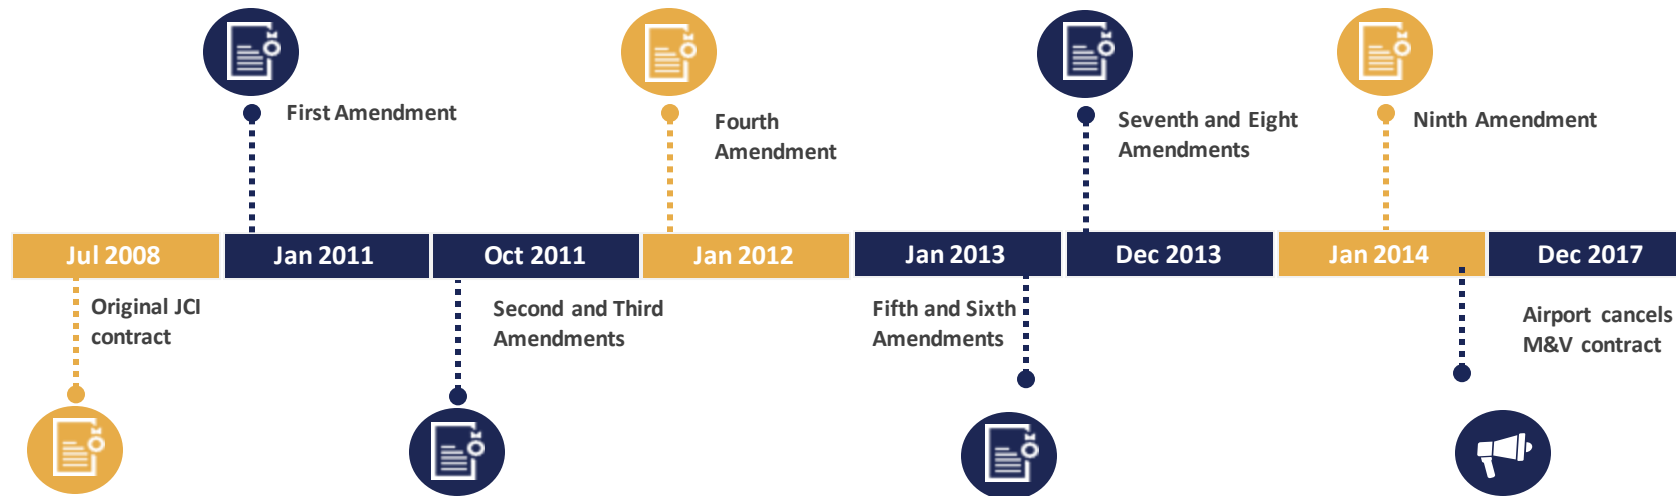 First Amendment
Fourth
Amendment
Seventh and Eight
Amendments
Ninth Amendment
Jul 2008
Jan 2011
Oct 2011
Jan 2012
Jan 2013
Dec 2013
Jan 2014
Dec 2017
Original JCI
contract
Second and Third
Amendments
Fifth and Sixth
Amendments
Airport cancels
M&V contract